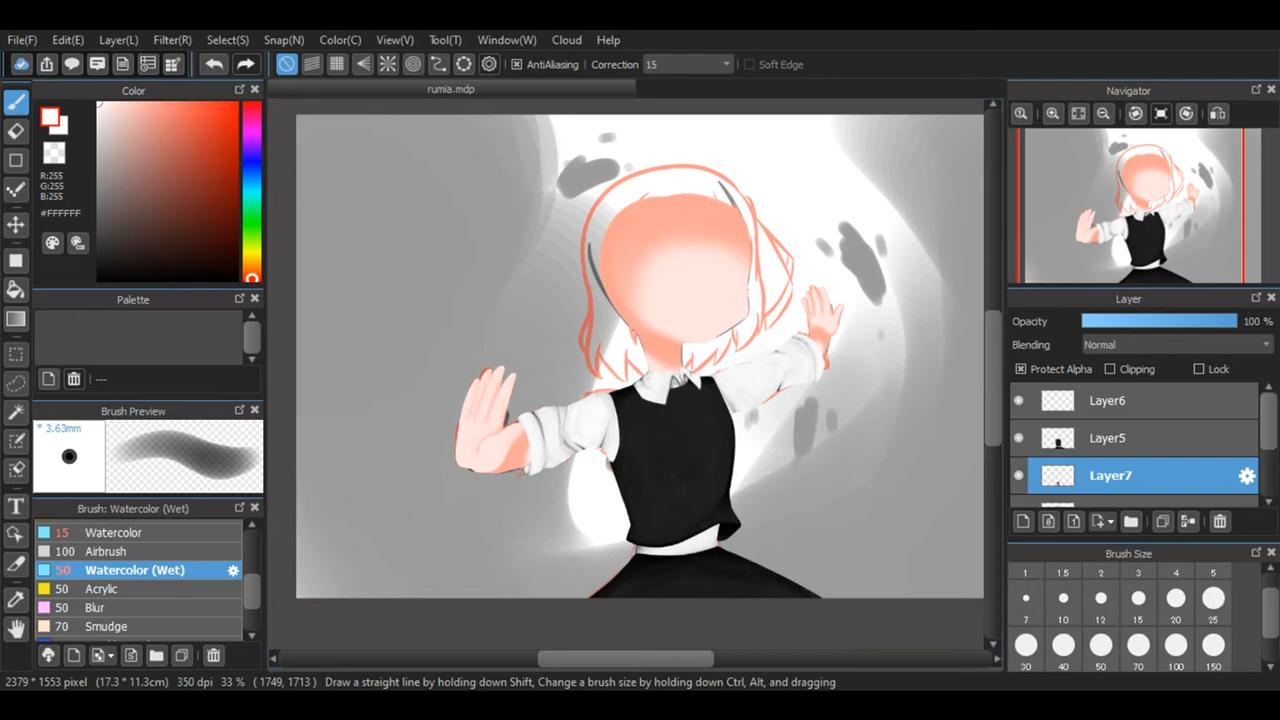 File(F) Edit(E) Layer(L) Filter(R) Select(S) Snap(N) Color(C) View(V) Tool(T) Window(W) Cloud Help
AntiAliasing Correction 15 Soft Edge
Color
rumia.mdp
Navigator
R:255
G:255
B:255
#FFFFFF
Palette
---
Brush Preview
* 3.63mm
Brush: Watercolor (Wet)
15 Watercolor
100 Airbrush
50 Watercolor (Wet)
50 Acrylic
50 Blur
70 Smudge
Layer
Opacity 100 %
Blending Normal
Protect Alpha Clipping Lock
Layer6
Layer5
Layer7
Brush Size
1 1.5 2 3 4 5
7 10 12 15 20 25
30 40 50 70 100 150
2379 * 1553 pixel (17.3 * 11.3cm) 350 dpi 33 % ( 1749, 1713 ) Draw a straight line by holding down Shift, Change a brush size by holding down Ctrl, Alt, and dragging